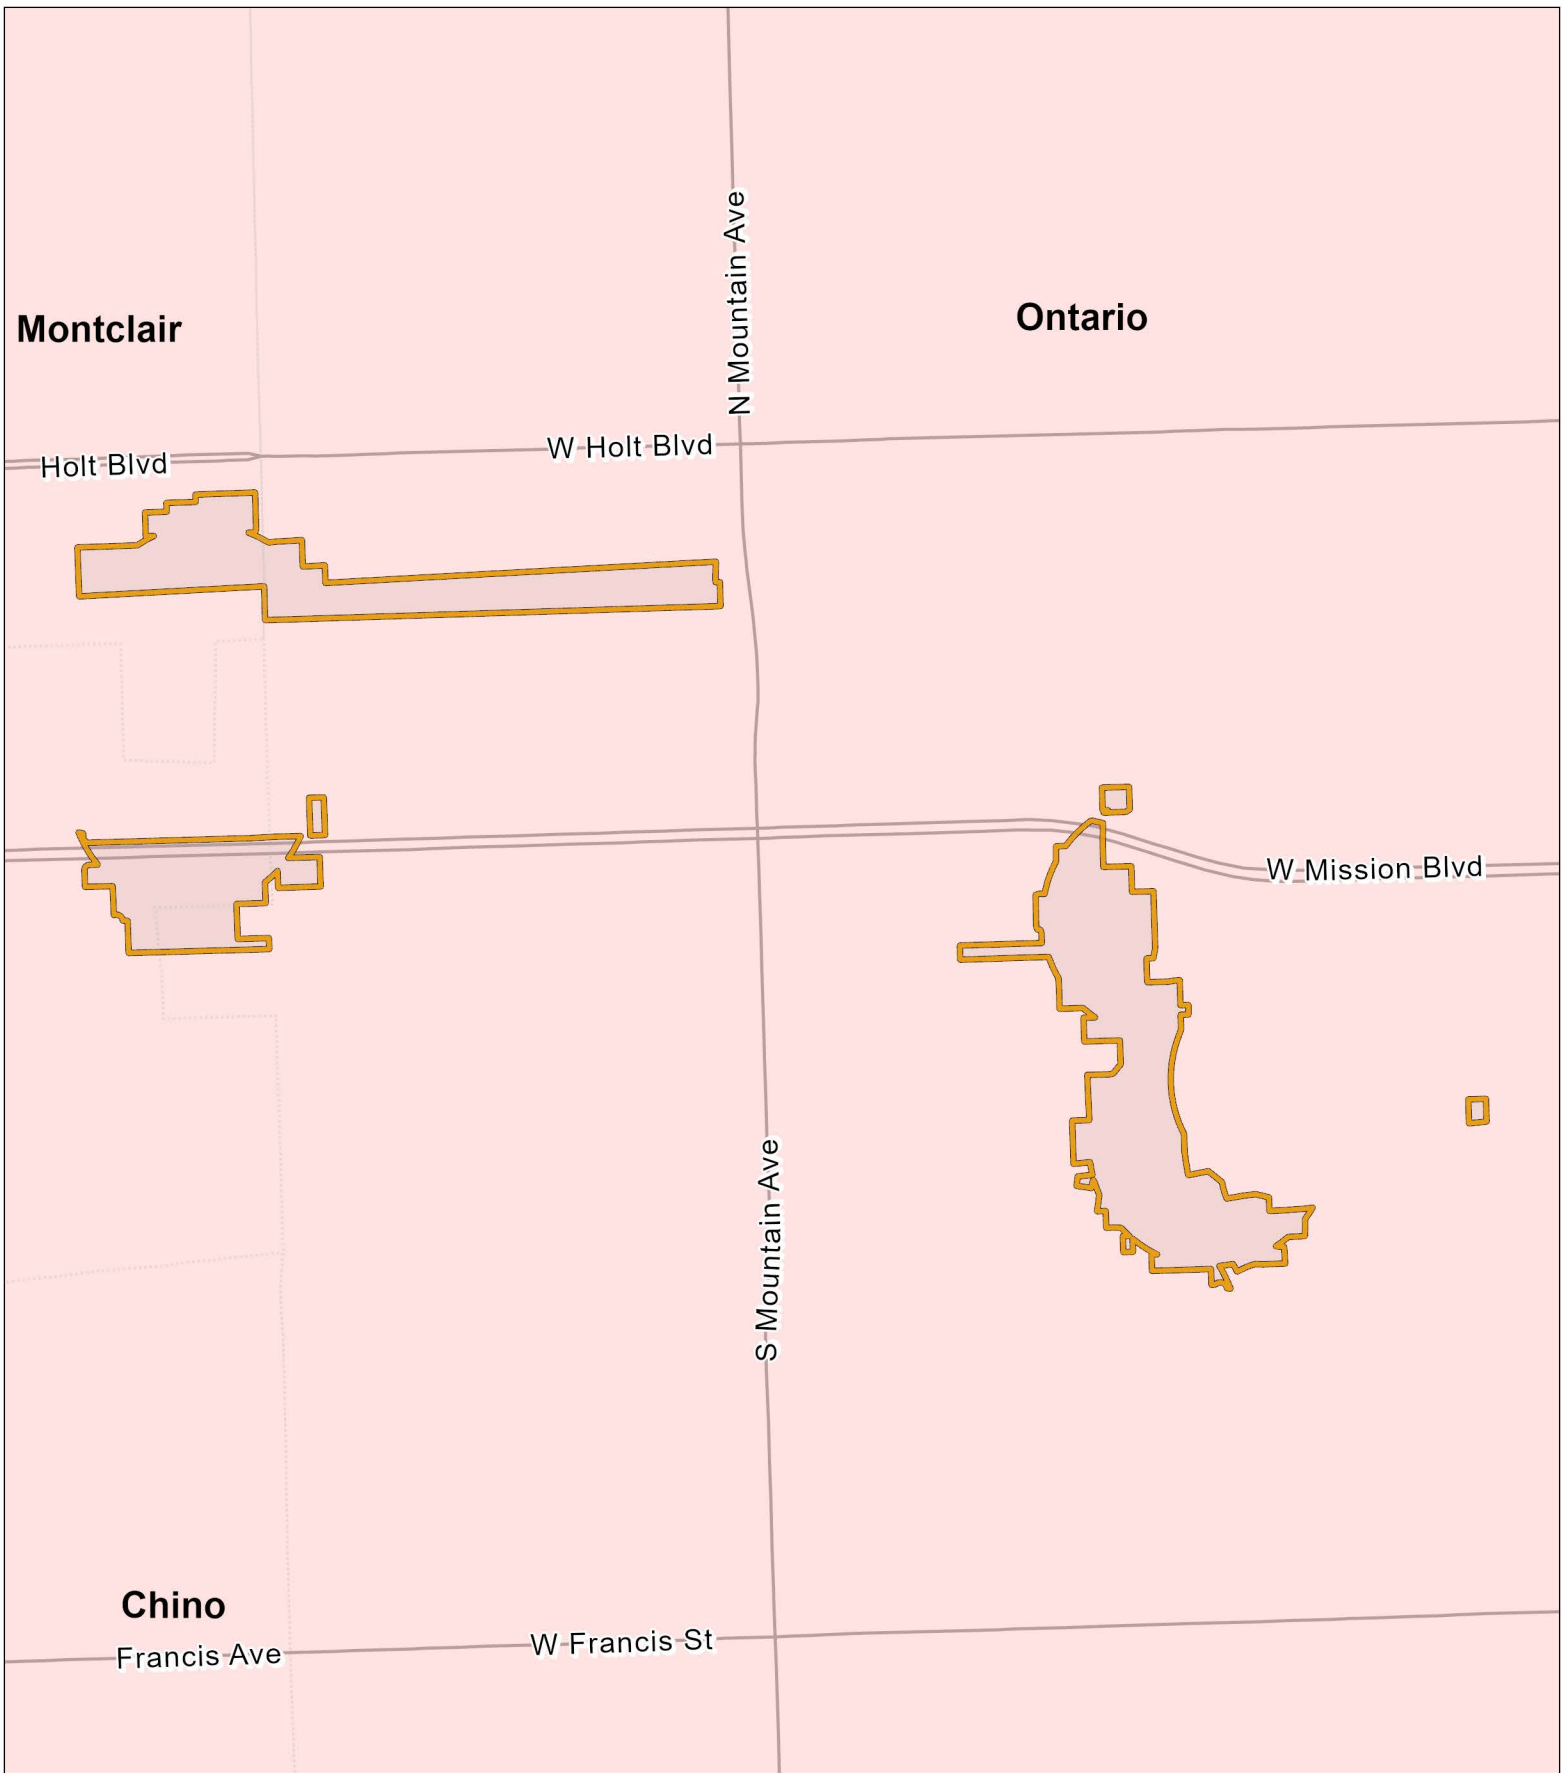 N Mountain Ave
Montclair
Ontario
Holt Blvd
W Holt Blvd
W Mission Blvd
S Mountain Ave
Chino
Francis Ave
W Francis St